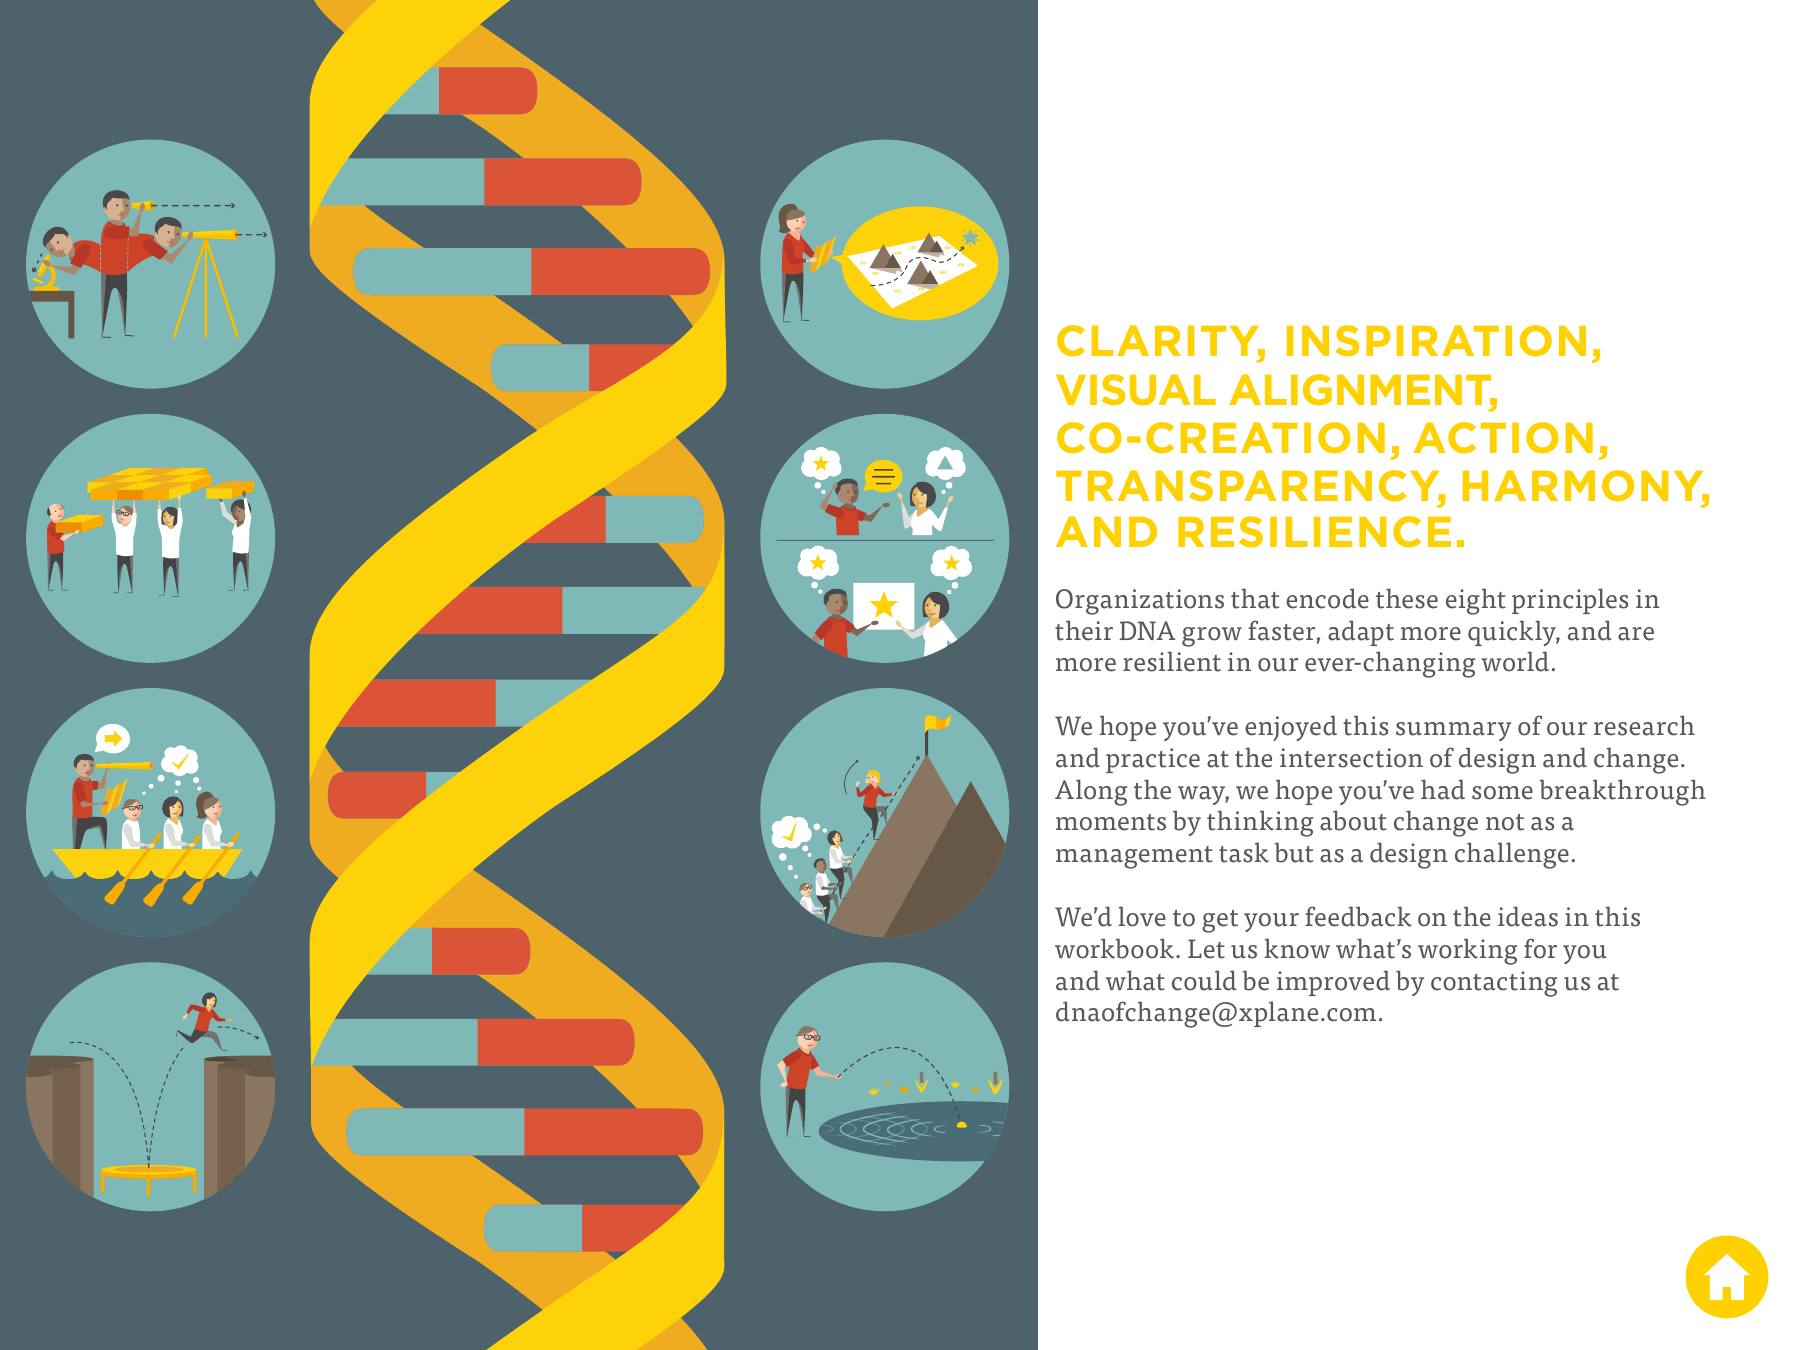 CLARITY, INSPIRATION,
VISUAL ALIGNMENT,
CO-CREATION, ACTION,
TRANSPARENCY, HARMONY,
AND RESILIENCE.
Organizations that encode these eight principles in
their DNA grow faster, adapt more quickly, and are
more resilient in our ever-changing world.
We hope you’ve enjoyed this summary of our research
and practice at the intersection of design and change.
Along the way, we hope you’ve had some breakthrough
moments by thinking about change not as a
management task but as a design challenge.
We’d love to get your feedback on the ideas in this
workbook. Let us know what’s working for you
and what could be improved by contacting us at
dnaofchange@xplane.com.